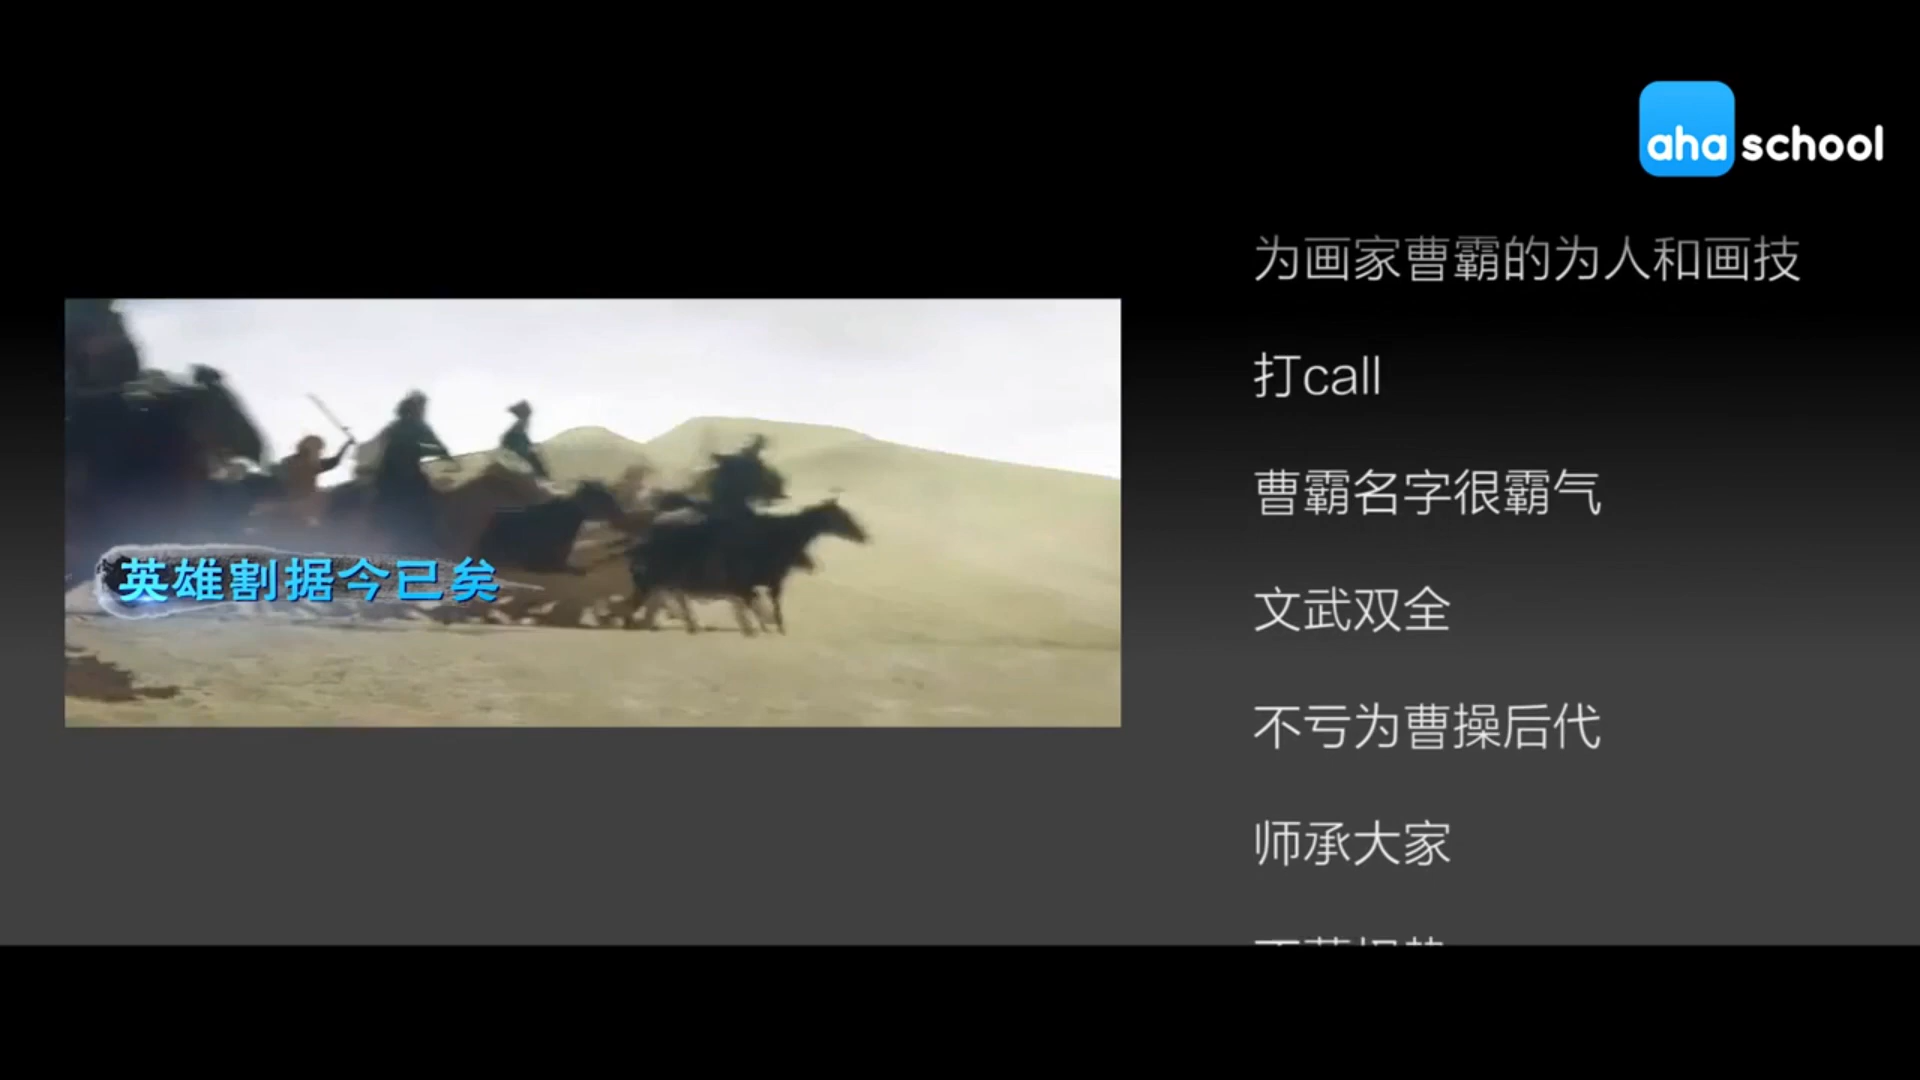 aha school
为画家曹霸的为人和画技
打call
曹霸名字很霸气
文武双全
不亏为曹操后代
师承大家
英雄割据今已矣